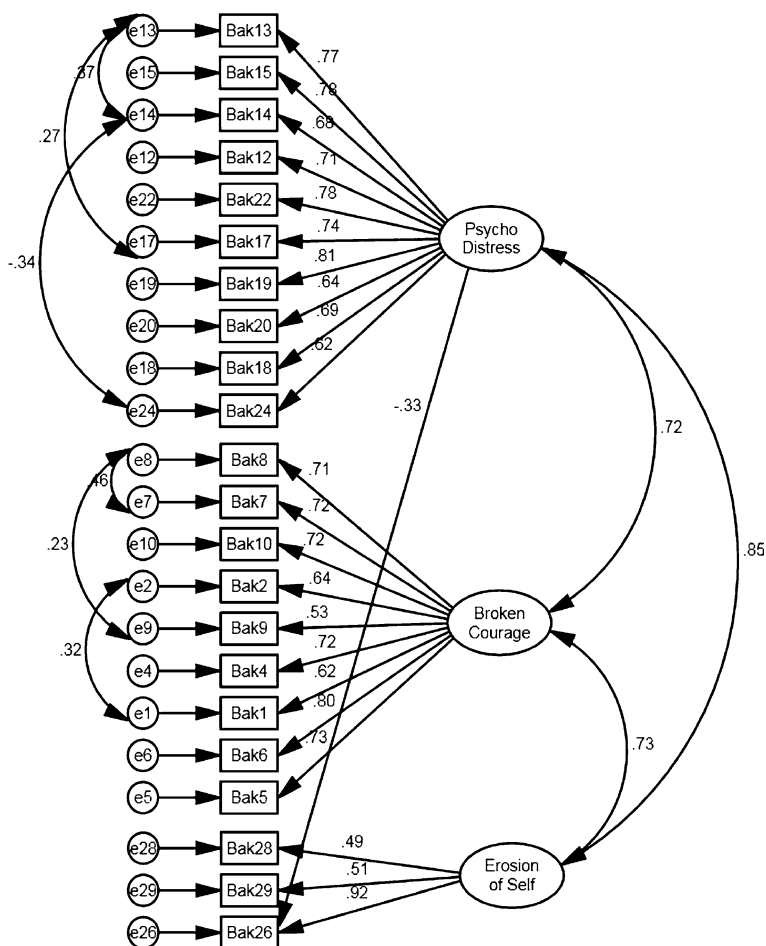 e13 Bak13 .77
.37 e15 Bak15 .78
e14 Bak14 .68
.27 e12 Bak12 .71
e22 Bak22 .78
e17 Bak17 .74
Psycho
Distress
-.34 e19 Bak19 .81
.64
e20 Bak20 .69
e18 Bak18 .62
e24 Bak24
-.33
.72
e8 Bak8 .71
.46 e7 Bak7 .72
.23 e10 Bak10 .72
.85
e2 Bak2 .64
e9 Bak9 .53
Broken
Courage
.32 e4 Bak4 .72
.62
e1 Bak1 .80
e6 Bak6 .73
.73
e5 Bak5
e28 Bak28 .49
.51
Erosion
of Self
e29 Bak29 .92
e26 Bak26